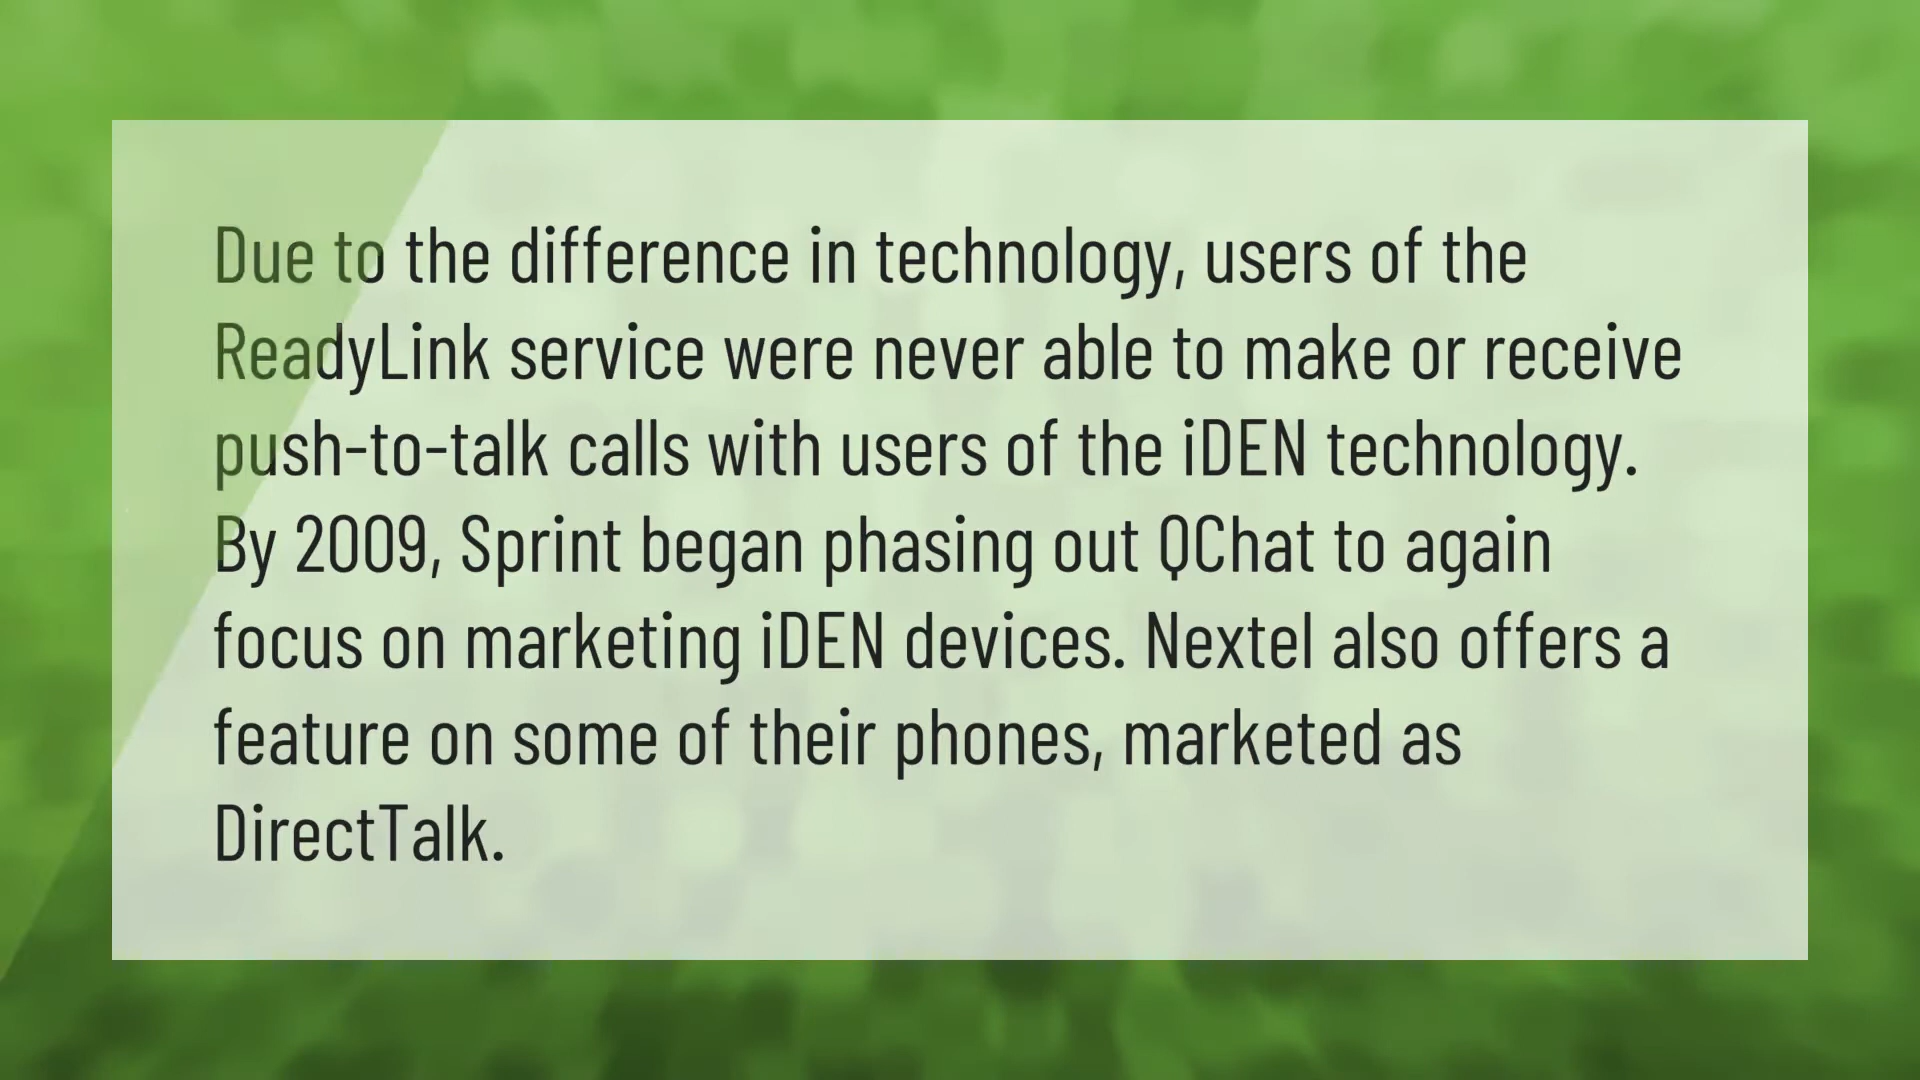 Due to the difference in technology, users of the
ReadyLink service were never able to make or receive
push-to-talk calls with users of the iDEN technology.
By 2009, Sprint began phasing out QChat to again
focus on marketing iDEN devices. Nextel also offers a
feature on some of their phones, marketed as
DirectTalk.